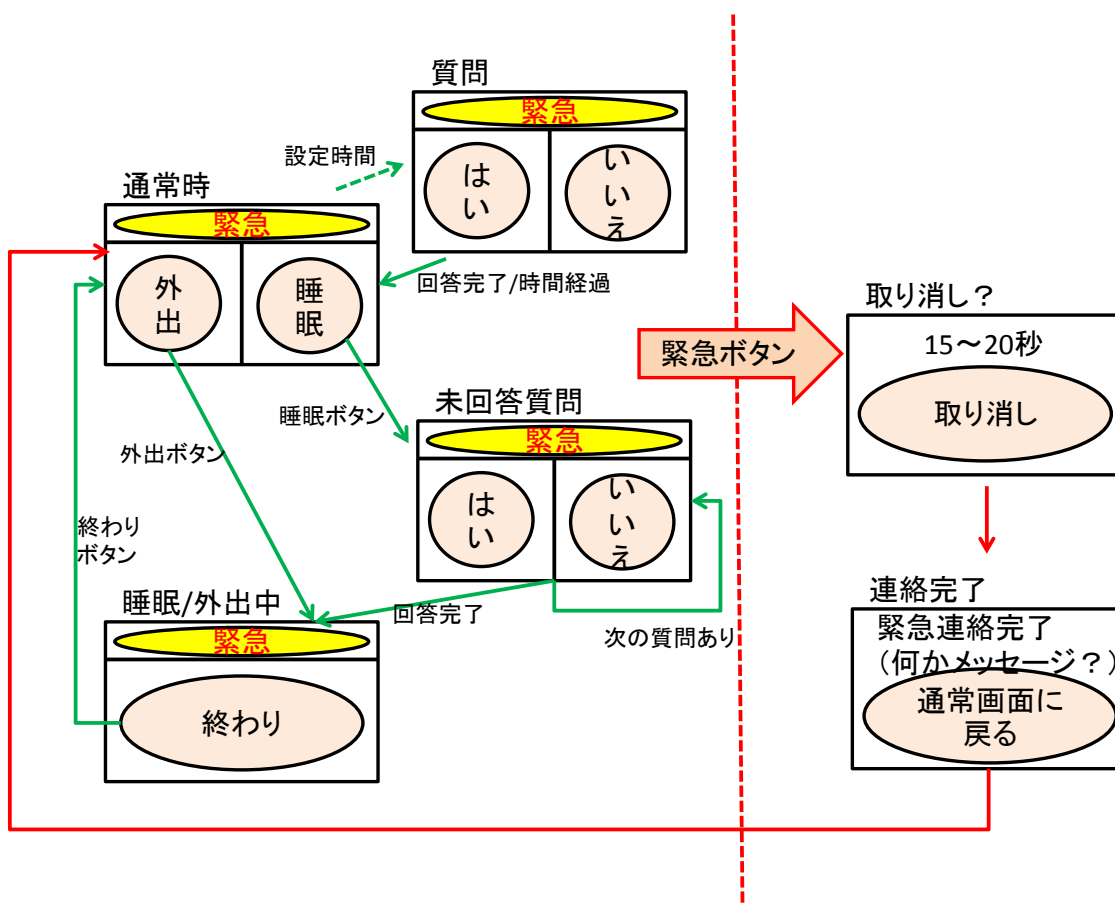 質問
緊急
はい
いいえ
設定時間
通常時
緊急
外出
睡眠
回答完了/時間経過
緊急ボタン
取り消し？
15～20秒
取り消し
睡眠ボタン
外出ボタン
未回答質問
緊急
はい
いいえ
終わり
ボタン
回答完了
次の質問あり
睡眠/外出中
緊急
終わり
連絡完了
緊急連絡完了
（何かメッセージ？）
通常画面に
戻る